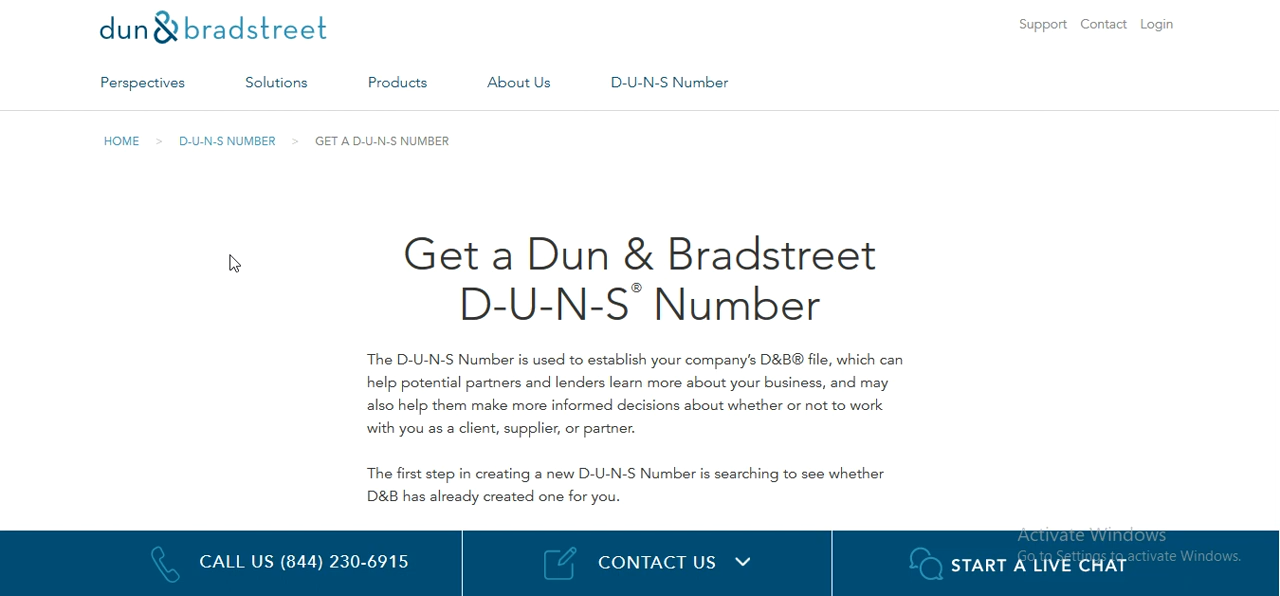 dun & bradstreet
Support Contact Login
Perspectives Solutions Products About Us D-U-N-S Number
HOME > D-U-N-S NUMBER > GET A D-U-N-S NUMBER
Get a Dun & Bradstreet
D-U-N-S® Number
The D-U-N-S Number is used to establish your company's D&B® file, which can
help potential partners and lenders learn more about your business, and may
also help them make more informed decisions about whether or not to work
with you as a client, supplier, or partner.
The first step in creating a new D-U-N-S Number is searching to see whether
D&B has already created one for you.
CALL US (844) 230-6915
CONTACT US
START A LIVE CHAT
Activate Windows
Go to Settings to activate Windows.